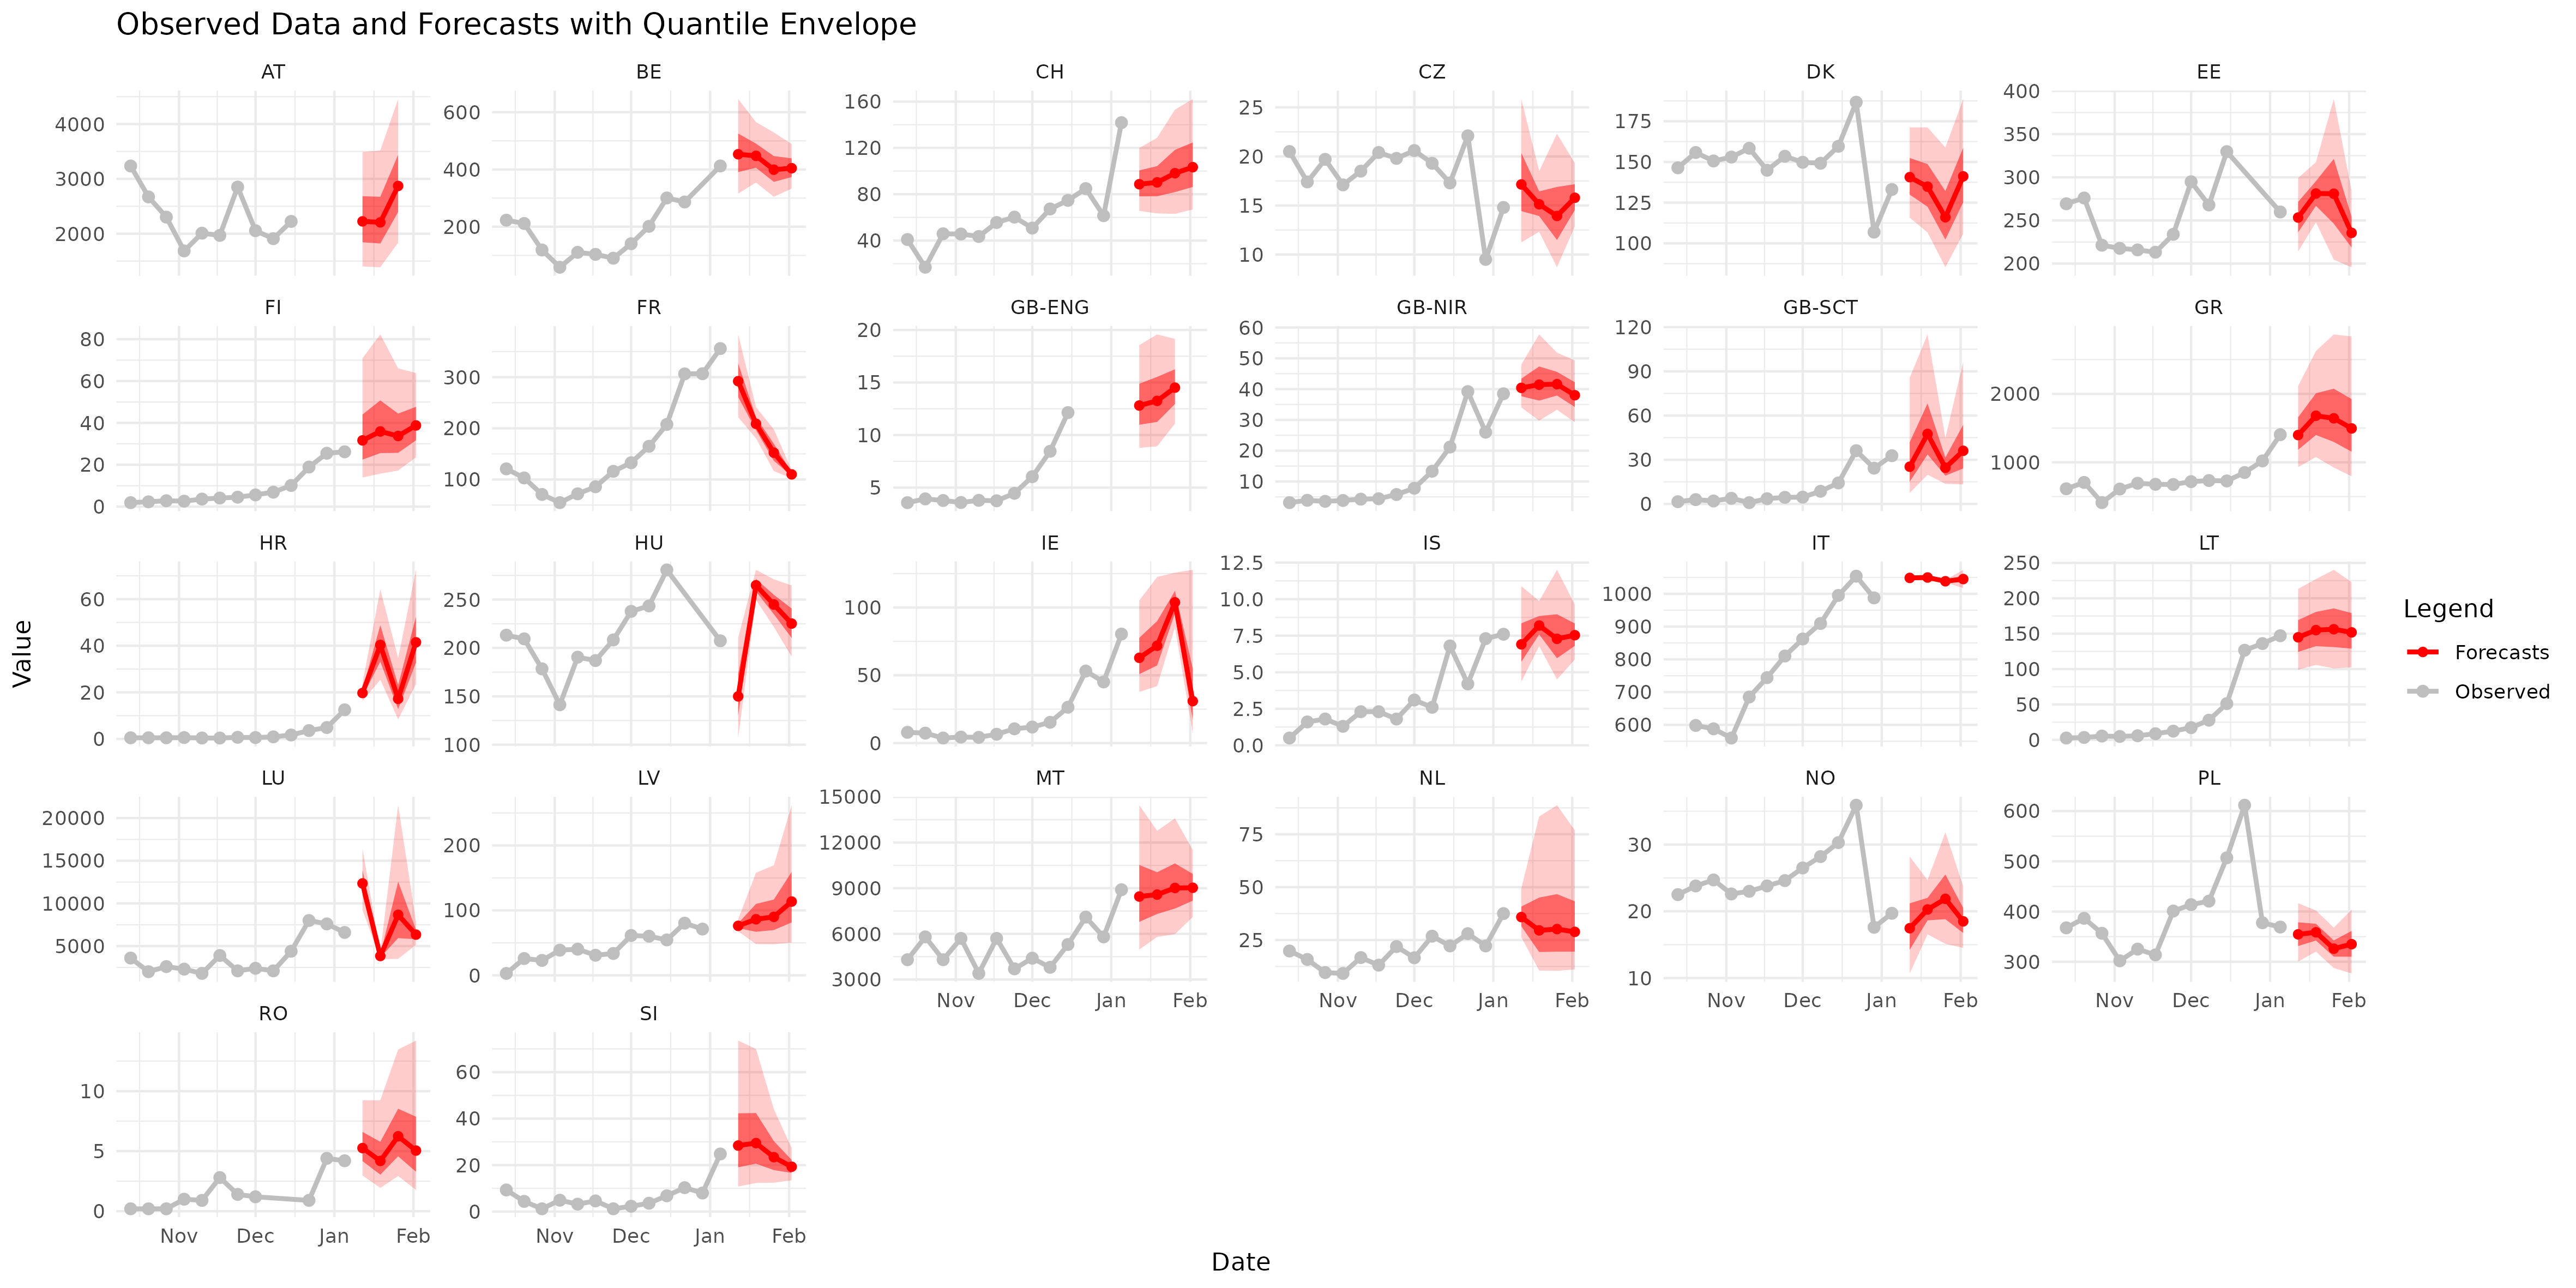 Observed Data and Forecasts with Quantile Envelope
AT
BE
CH
CZ
DK
EE
4000
3000
2000
600
400
200
160
120
80
40
25
20
15
10
175
150
125
100
400
350
300
250
200
FI
FR
GB-ENG
GB-NIR
GB-SCT
GR
80
60
40
20
0
300
200
100
20
15
10
5
60
50
40
30
20
10
120
90
60
30
0
2000
1000
HR
HU
IE
IS
IT
LT
60
40
20
0
250
200
150
100
100
50
0
12.5
10.0
7.5
5.0
2.5
0.0
1000
900
800
700
600
250
200
150
100
50
0
LU
LV
MT
NL
NO
PL
20000
15000
10000
5000
200
100
0
15000
12000
9000
6000
3000
75
50
25
30
20
10
600
500
400
300
Nov Dec Jan Feb
Nov Dec Jan Feb
Nov Dec Jan Feb
Nov Dec Jan Feb
RO
SI
10
5
0
60
40
20
0
Nov Dec Jan Feb
Nov Dec Jan Feb
Value
Date
Legend
Forecasts
Observed